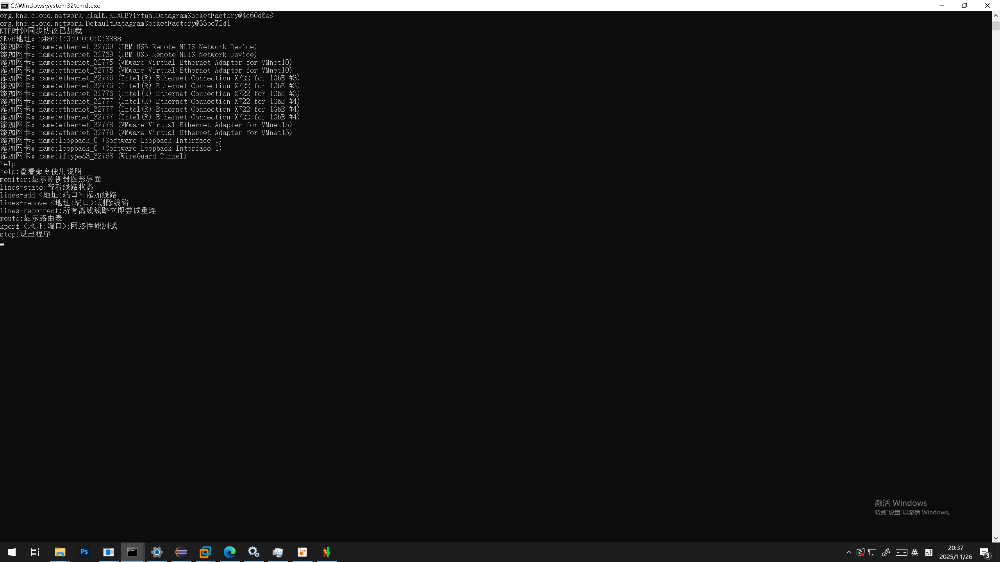 C:\Windows\system32\cmd.exe
org.kne.cloud.network.klalb.KLALBVirtualDatagramSocketFactory@4c60d6e9
org.kne.cloud.network.DefaultDatagramSocketFactory@33bc72d1
NTP时钟同步协议已加载
SRv6地址：2486:1:0:0:0:0:0:8888
添加网卡：name:ethernet_32769 (IBM USB Remote NDIS Network Device)
添加网卡：name:ethernet_32769 (IBM USB Remote NDIS Network Device)
添加网卡：name:ethernet_32775 (VMware Virtual Ethernet Adapter for VMnet10)
添加网卡：name:ethernet_32775 (VMware Virtual Ethernet Adapter for VMnet10)
添加网卡：name:ethernet_32776 (Intel(R) Ethernet Connection X722 for 1GbE #3)
添加网卡：name:ethernet_32776 (Intel(R) Ethernet Connection X722 for 1GbE #3)
添加网卡：name:ethernet_32776 (Intel(R) Ethernet Connection X722 for 1GbE #3)
添加网卡：name:ethernet_32777 (Intel(R) Ethernet Connection X722 for 1GbE #4)
添加网卡：name:ethernet_32777 (Intel(R) Ethernet Connection X722 for 1GbE #4)
添加网卡：name:ethernet_32777 (Intel(R) Ethernet Connection X722 for 1GbE #4)
添加网卡：name:ethernet_32778 (VMware Virtual Ethernet Adapter for VMnet15)
添加网卡：name:ethernet_32778 (VMware Virtual Ethernet Adapter for VMnet15)
添加网卡：name:loopback_0 (Software Loopback Interface 1)
添加网卡：name:loopback_0 (Software Loopback Interface 1)
添加网卡：name:iftype53_32768 (WireGuard Tunnel)
help
help:查看命令使用说明
monitor:显示监视器图形界面
lines-state:查看线路状态
lines-add <地址:端口>:添加线路
lines-remove <地址:端口>:删除线路
lines-reconnect:所有离线线路立即尝试重连
route:显示路由表
kperf <地址:端口>:网络性能测试
stop:退出程序
激活 Windows
转到"设置"以激活 Windows。
Ps
英
拼
20:37
2025/11/26
3